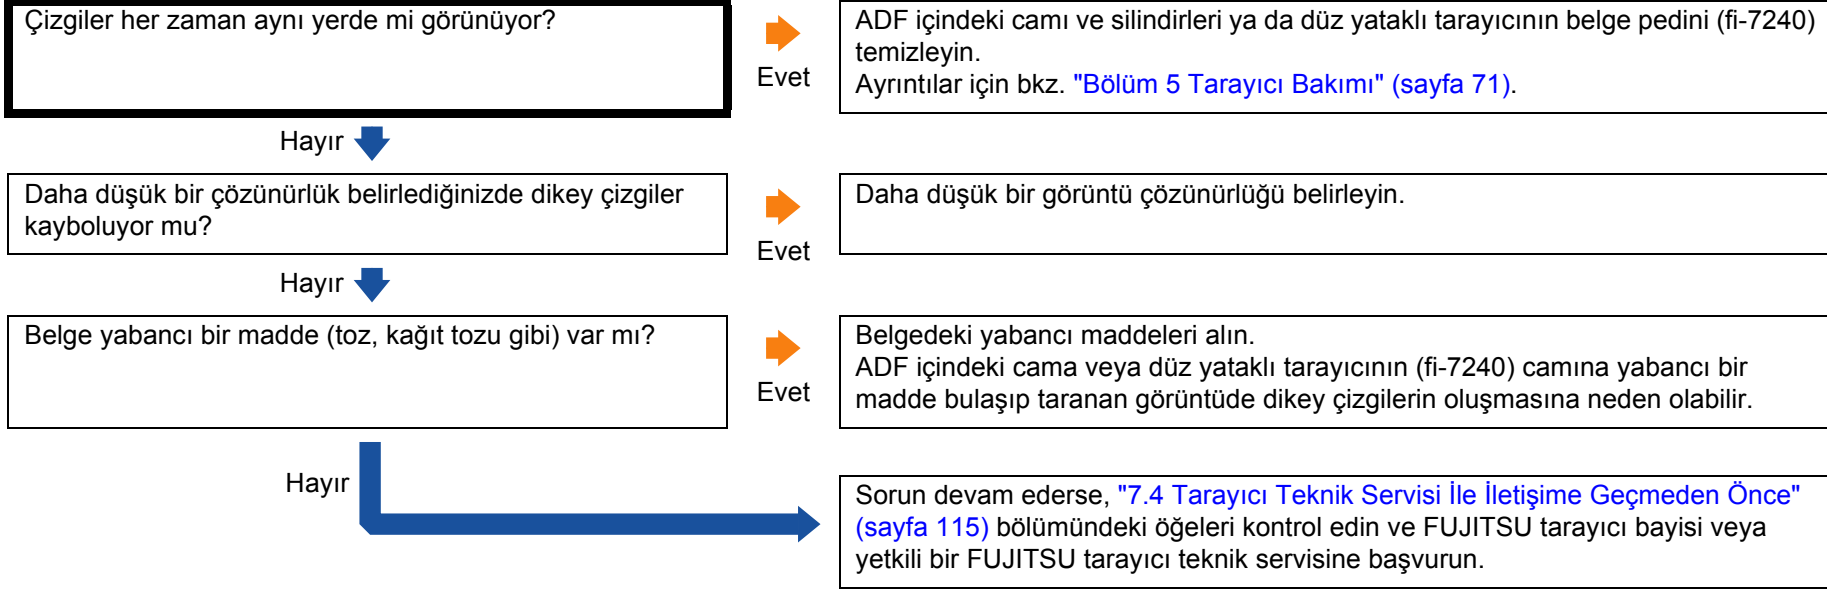 Çizgiler her zaman aynı yerde mi görünüyor?
Evet
ADF içindeki camı ve silindirleri ya da düz yataklı tarayıcının belge pedini (fi-7240)
temizleyin.
Ayrıntılar için bkz. "Bölüm 5 Tarayıcı Bakımı" (sayfa 71).
Hayır
Daha düşük bir çözünürlük belirlediğinizde dikey çizgiler
kayboluyor mu?
Evet
Daha düşük bir görüntü çözünürlüğü belirleyin.
Hayır
Belge yabancı bir madde (toz, kağıt tozu gibi) var mı?
Evet
Belgedeki yabancı maddeleri alın.
ADF içindeki cama veya düz yataklı tarayıcının (fi-7240) camına yabancı bir
madde bulaşıp taranan görüntüde dikey çizgilerin oluşmasına neden olabilir.
Hayır
Sorun devam ederse, "7.4 Tarayıcı Teknik Servisi İle İletişime Geçmeden Önce"
(sayfa 115) bölümündeki öğeleri kontrol edin ve FUJITSU tarayıcı bayisi veya
yetkili bir FUJITSU tarayıcı teknik servisine başvurun.